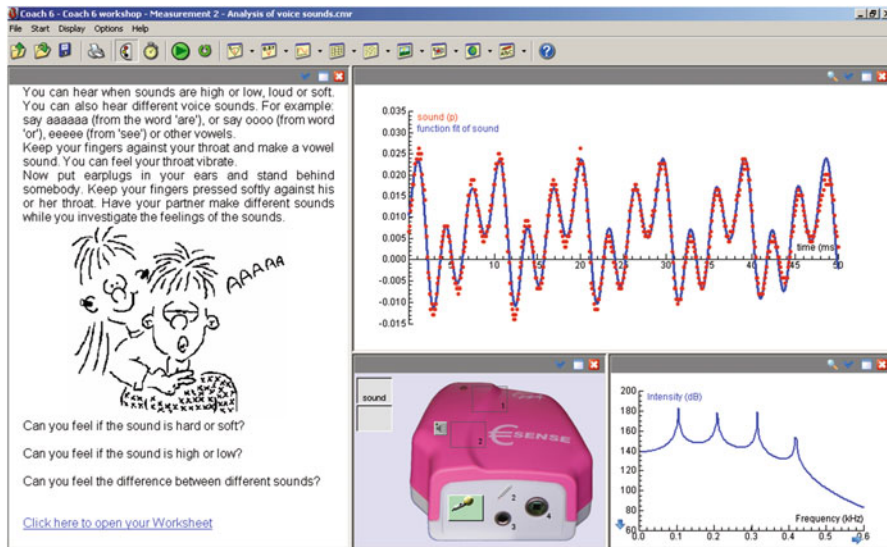 Coach 6 - Coach 6 workshop - Measurement 2 - Analysis of voice sounds.cmr
File Start Display Options Help
You can hear when sounds are high or low, loud or soft.
You can also hear different voice sounds. For example:
say aaaaaa (from the word 'are'), or say oooo (from word
'or'), eeeee (from 'see') or other vowels.
Keep your fingers against your throat and make a vowel
sound. You can feel your throat vibrate.
Now put earplugs in your ears and stand behind
somebody. Keep your fingers pressed softly against his
or her throat. Have your partner make different sounds
while you investigate the feelings of the sounds.
AAAAA
Can you feel if the sound is hard or soft?
Can you feel if the sound is high or low?
Can you feel the difference between different sounds?
Click here to open your Worksheet
sound (p)
function fit of sound
0.035
0.030
0.025
0.020
0.015
0.010
0.005
0.000
-0.005
-0.010
-0.015
5 10 15 20 25 30 35 40 45 50
time (ms)
sound
1
2
€SENSE
2
3
4
Intensity (dB)
200
180
160
140
120
100
80
60
0.0 0.1 0.2 0.3 0.4 0.5 0.6
Frequency (kHz)